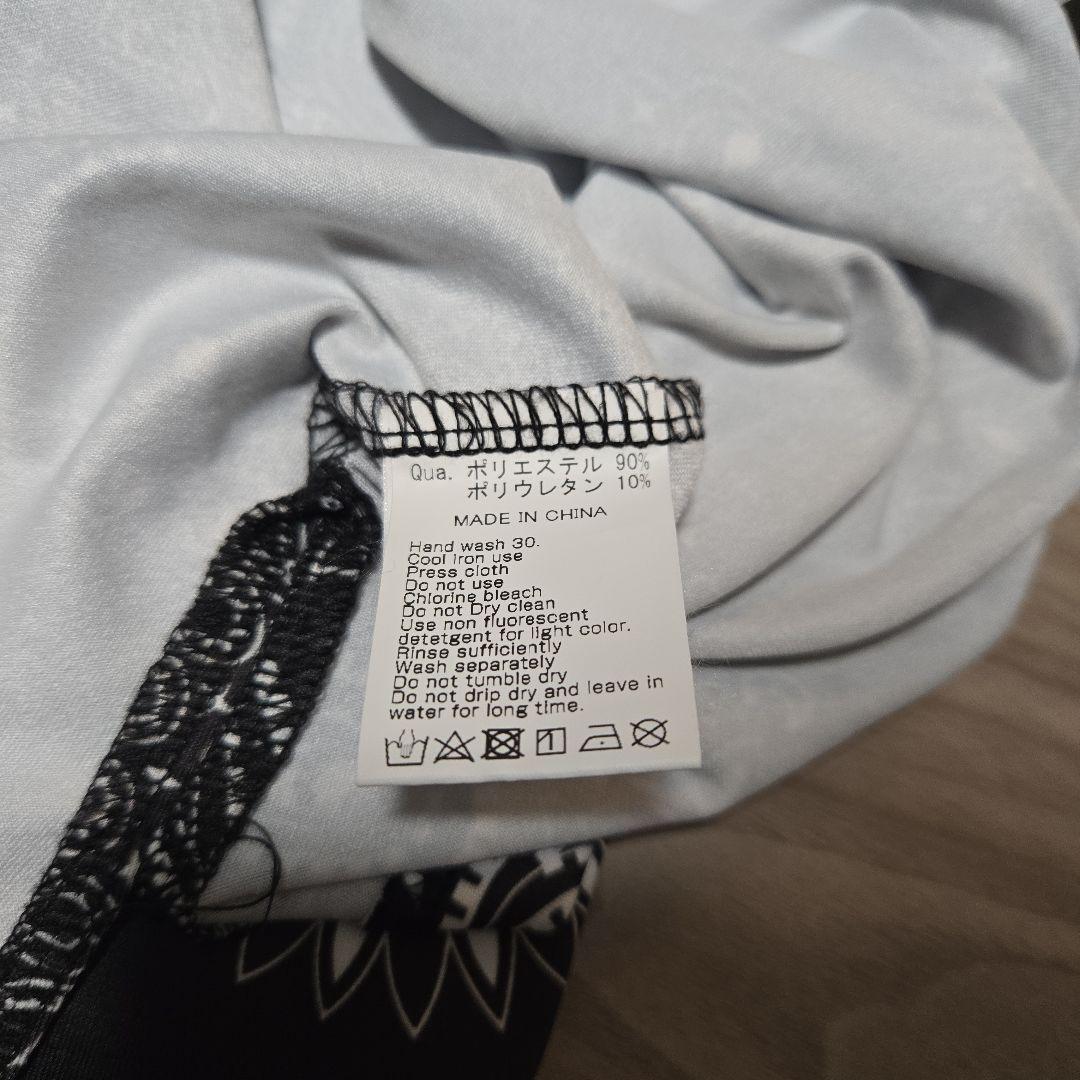 Qua. ポリエステル 90%
ポリウレタン 10%
MADE IN CHINA
Hand wash 30.
Cool iron use
Press cloth
Do not use
Chlorine bleach
Do not Dry clean
Use non fluorescent
detetgent for light color.
Rinse sufficiently
Wash separately
Do not tumble dry
Do not drip dry and leave in
water for long time.